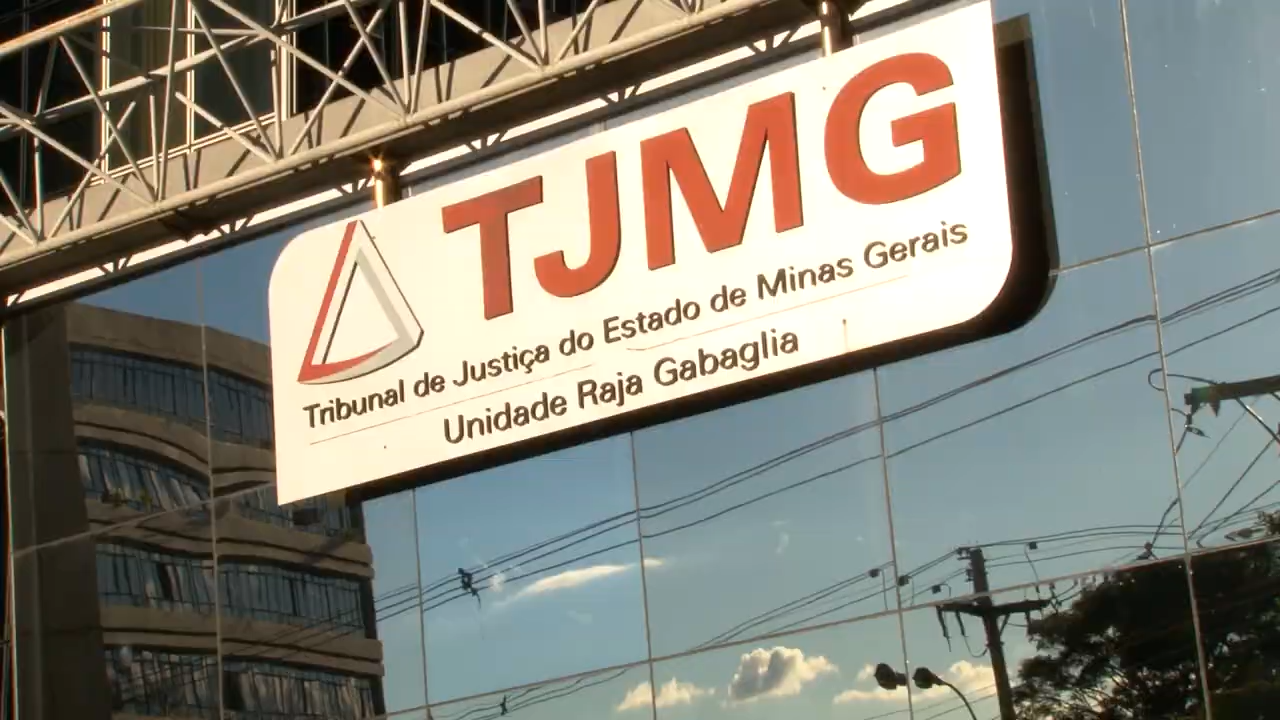 TJMG
Tribunal de Justiça do Estado de Minas Gerais
Unidade Raja Gabaglia